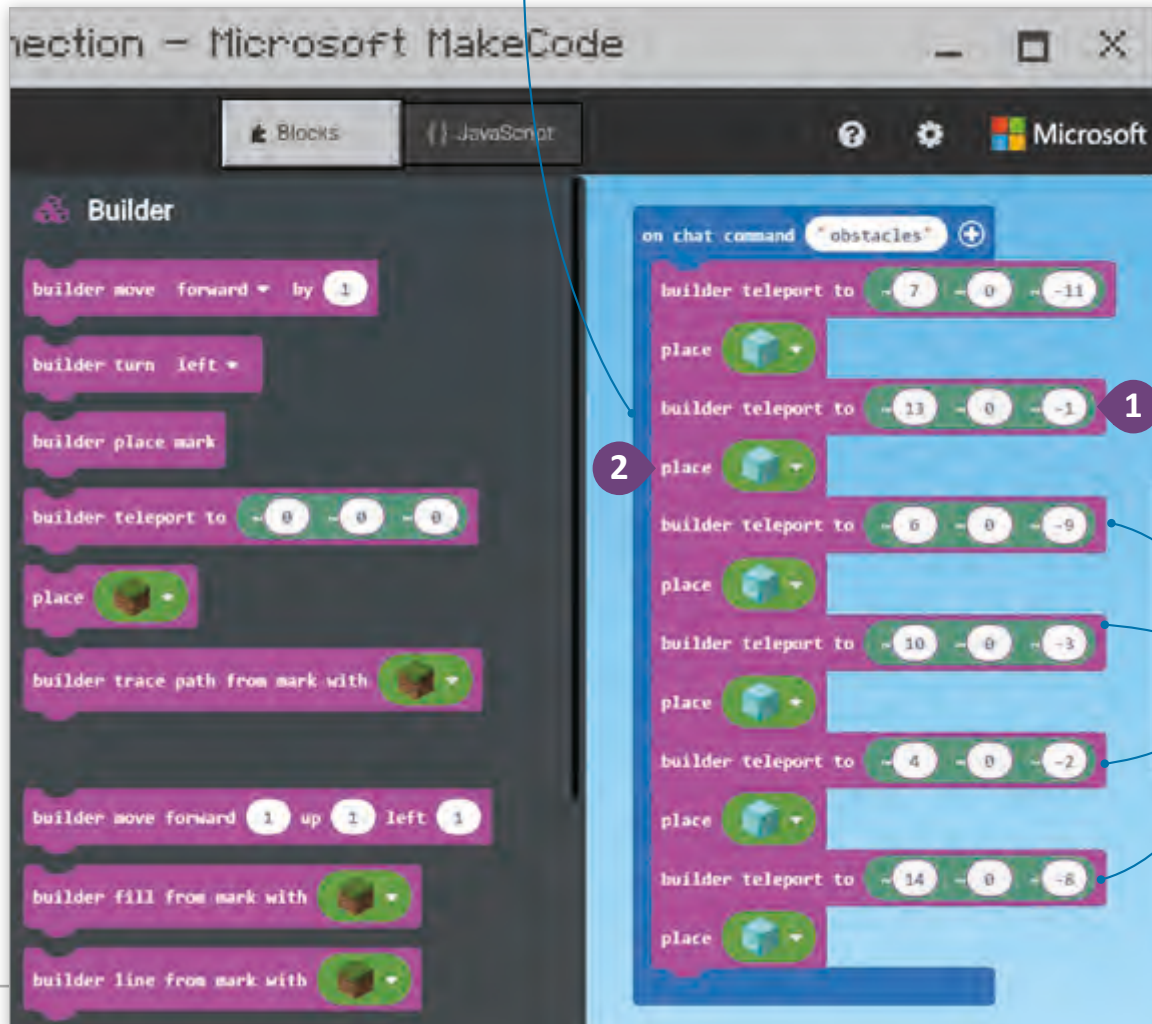 nection – Microsoft MakeCode
Blocks
{} JavaScript
?
Microsoft
Builder
builder move forward by 1
builder turn left
builder place mark
builder teleport to ~0 ~0 ~0
place
builder trace path from mark with
builder move forward 1 up 1 left 1
builder fill from mark with
builder line from mark with
on chat command "obstacles"
builder teleport to ~7 ~0 ~-11
place
builder teleport to ~13 ~0 ~-1
1
2
place
builder teleport to ~6 ~0 ~-9
place
builder teleport to ~10 ~0 ~-3
place
builder teleport to ~4 ~0 ~-2
place
builder teleport to ~14 ~0 ~-8
place